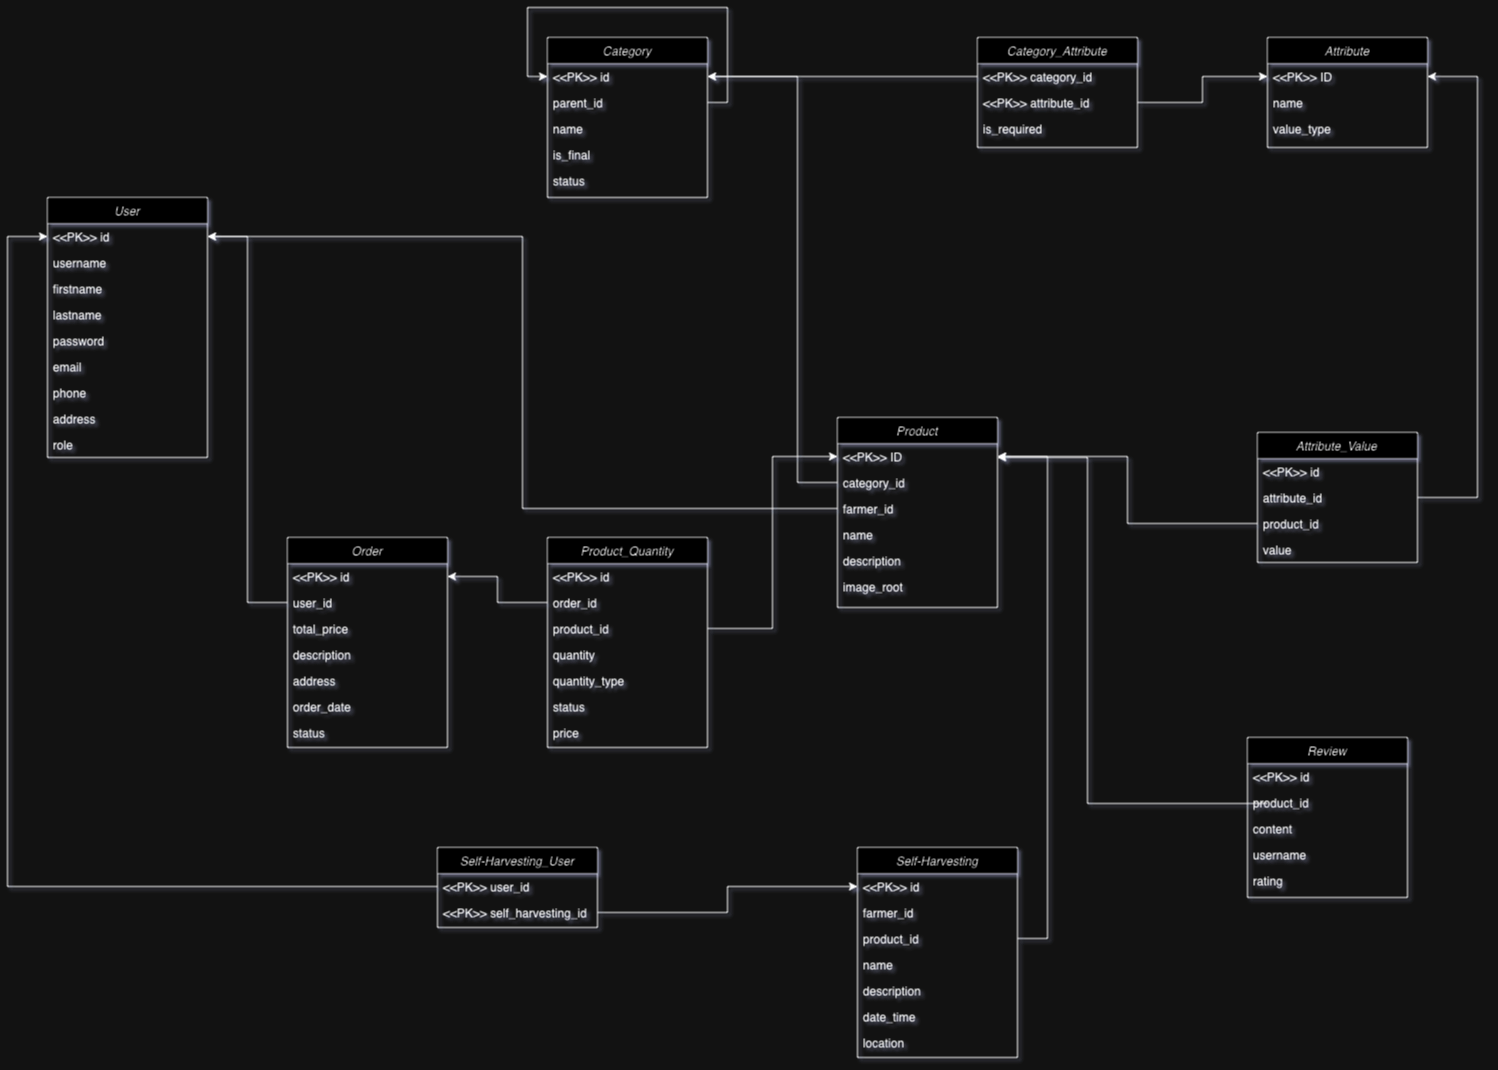 Category
<<PK>> id
parent_id
name
is_final
status
Category_Attribute
<<PK>> category_id
<<PK>> attribute_id
is_required
Attribute
<<PK>> ID
name
value_type
User
<<PK>> id
username
firstname
lastname
password
email
phone
address
role
Product
<<PK>> ID
category_id
farmer_id
name
description
image_root
Attribute_Value
<<PK>> id
attribute_id
product_id
value
Order
<<PK>> id
user_id
total_price
description
address
order_date
status
Product_Quantity
<<PK>> id
order_id
product_id
quantity
quantity_type
status
price
Review
<<PK>> id
product_id
content
username
rating
Self-Harvesting_User
<<PK>> user_id
<<PK>> self_harvesting_id
Self-Harvesting
<<PK>> id
farmer_id
product_id
name
description
date_time
location